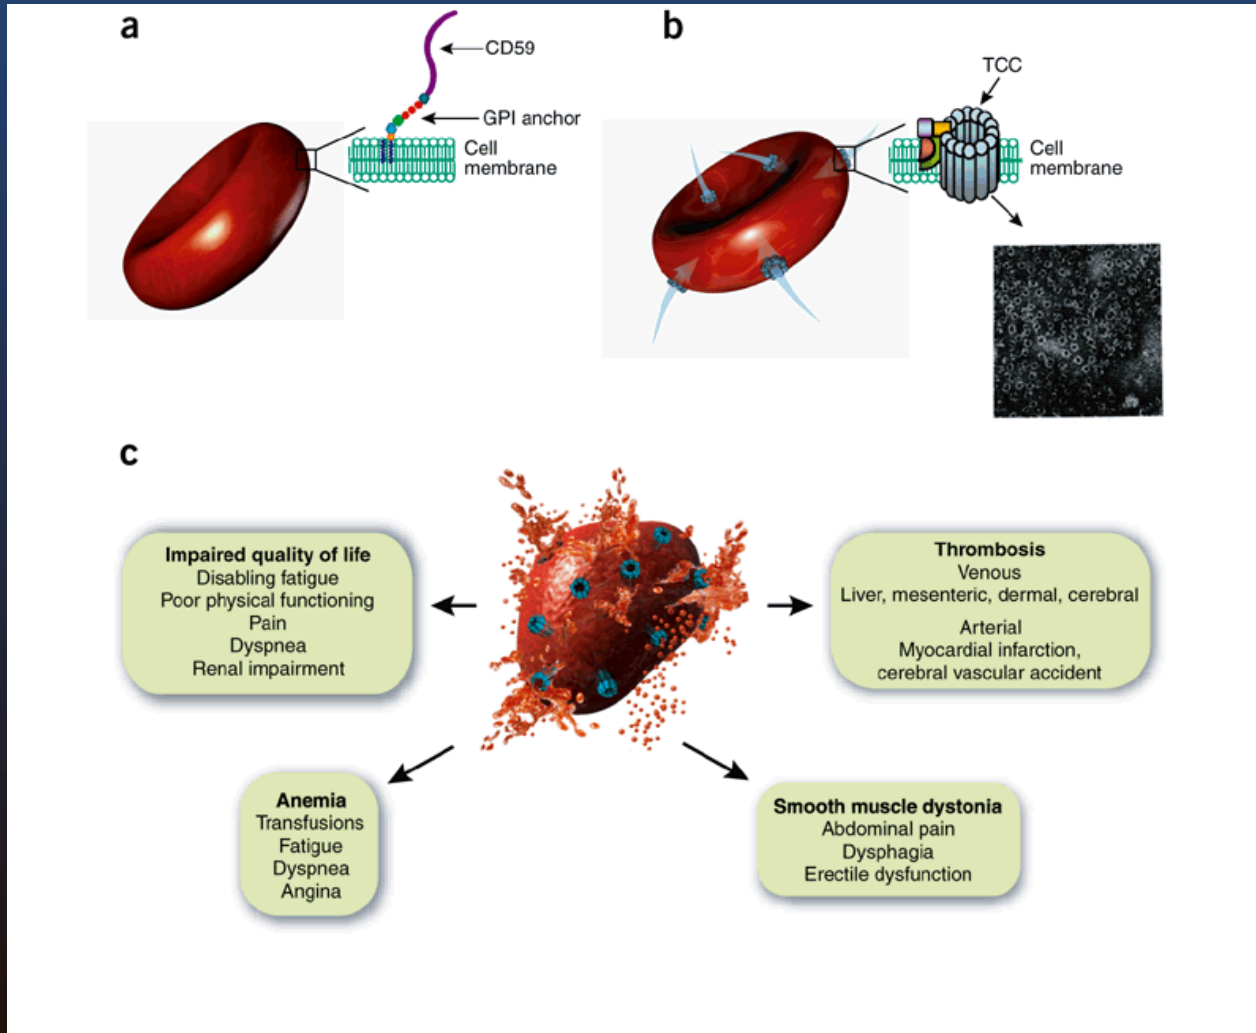 a
CD59
GPI anchor
Cell
membrane
b
TCC
Cell
membrane
c
Impaired quality of life
Disabling fatigue
Poor physical functioning
Pain
Dyspnea
Renal impairment
Thrombosis
Venous
Liver, mesenteric, dermal, cerebral
Arterial
Myocardial infarction,
cerebral vascular accident
Anemia
Transfusions
Fatigue
Dyspnea
Angina
Smooth muscle dystonia
Abdominal pain
Dysphagia
Erectile dysfunction